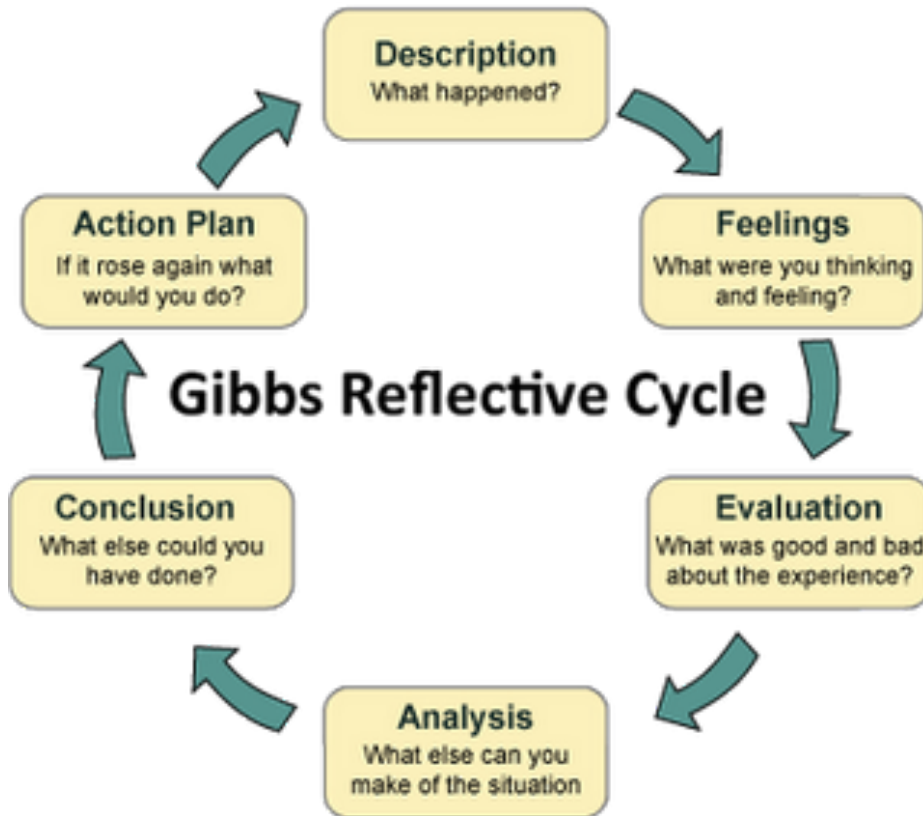 Description
What happened?
Feelings
What were you thinking
and feeling?
Evaluation
What was good and bad
about the experience?
Analysis
What else can you
make of the situation
Conclusion
What else could you
have done?
Action Plan
If it rose again what
would you do?
Gibbs Reflective Cycle